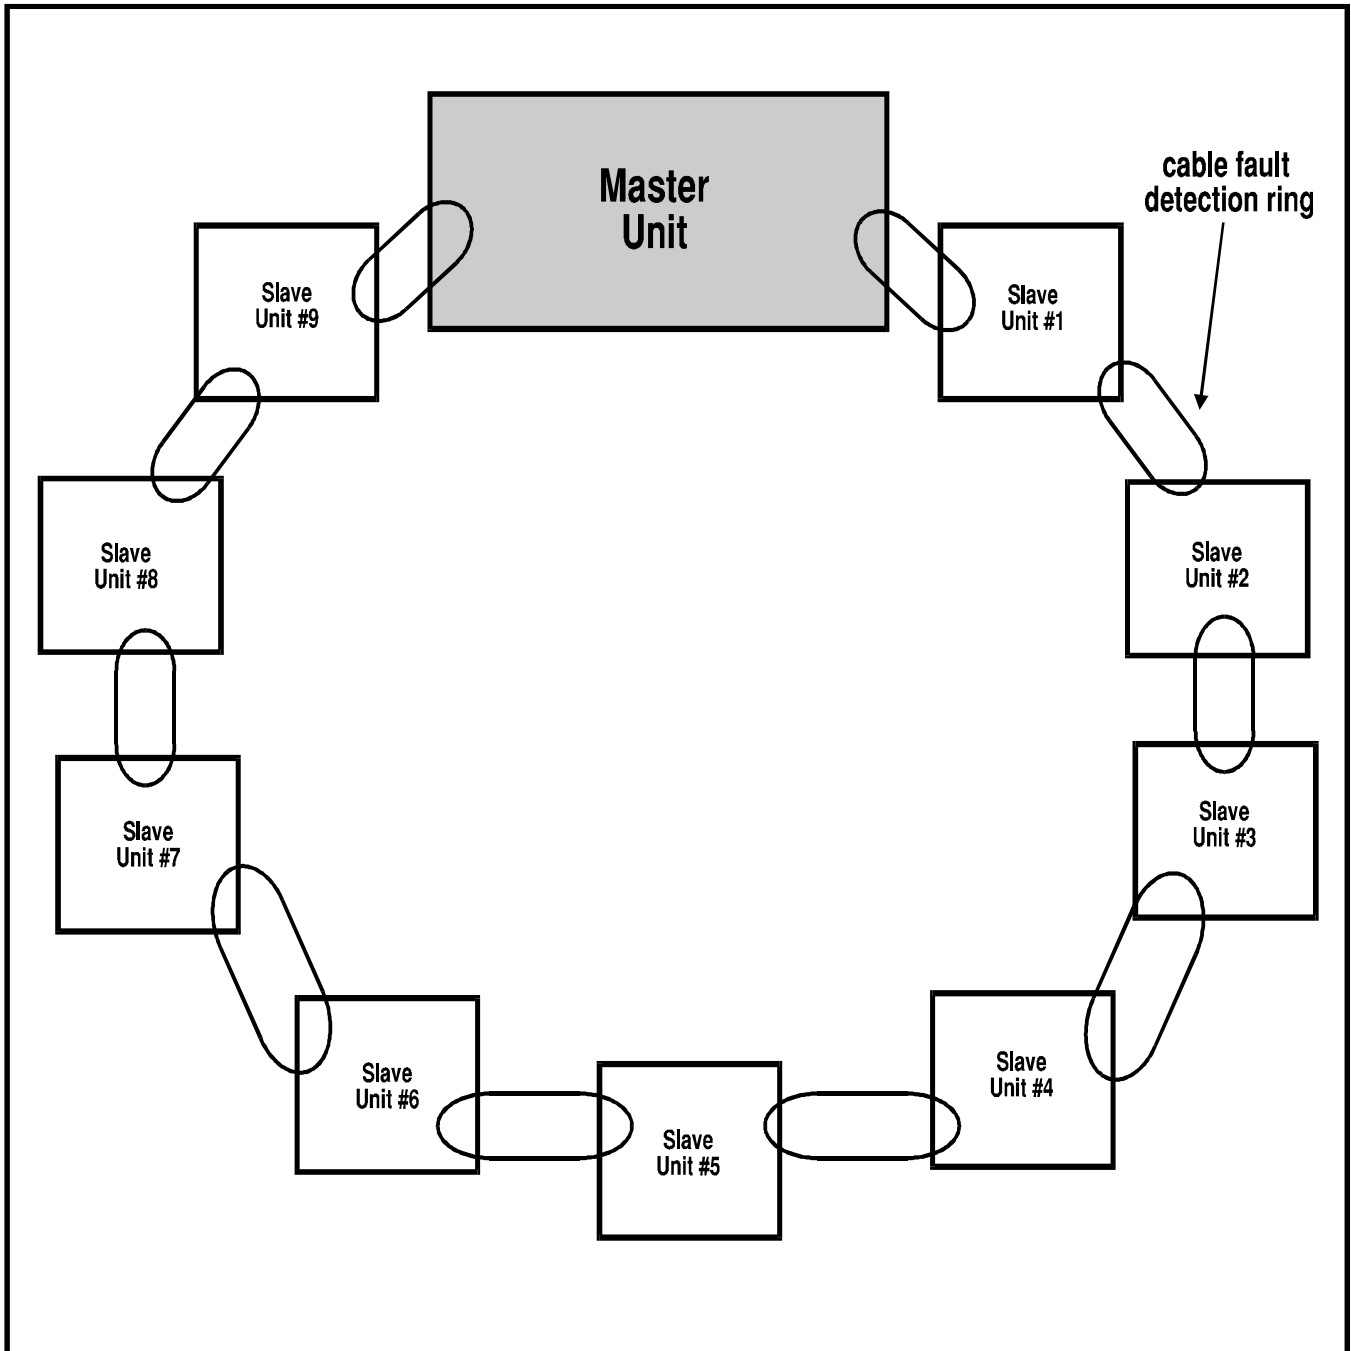 Master
Unit
cable fault
detection ring
Slave
Unit #9
Slave
Unit #1
Slave
Unit #8
Slave
Unit #2
Slave
Unit #7
Slave
Unit #3
Slave
Unit #6
Slave
Unit #4
Slave
Unit #5